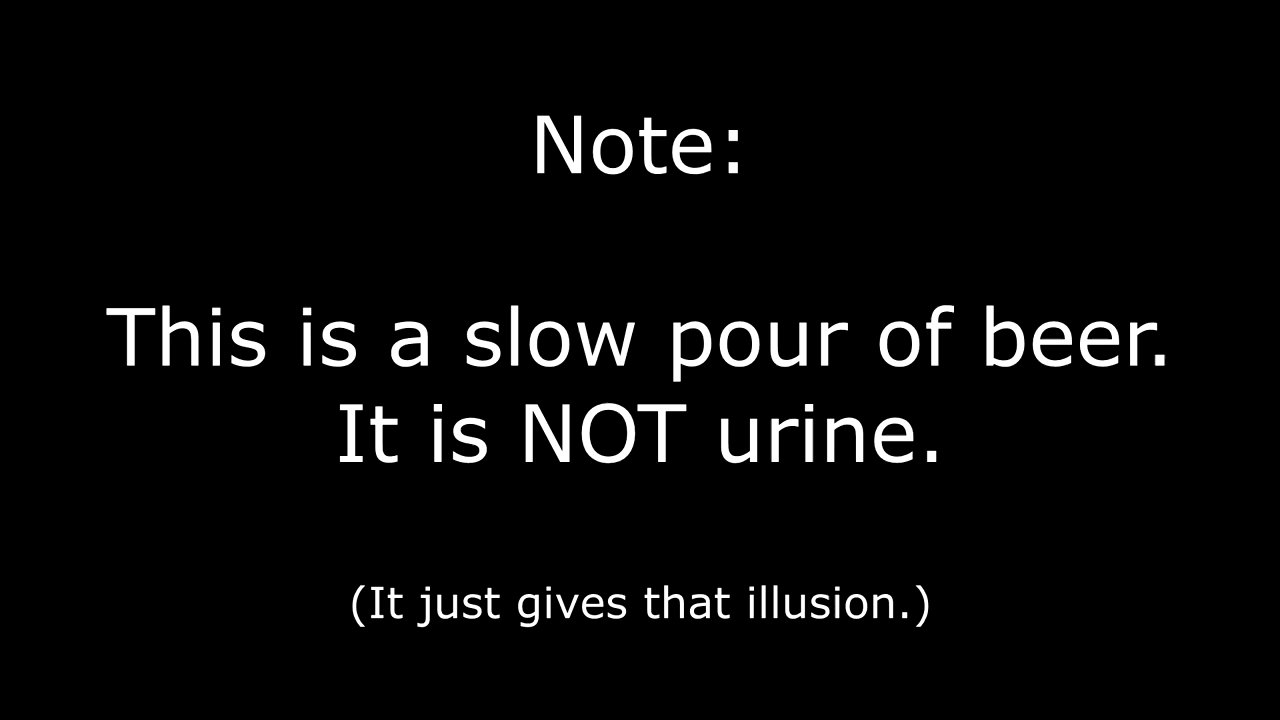 Note:
This is a slow pour of beer.
It is NOT urine.
(It just gives that illusion.)